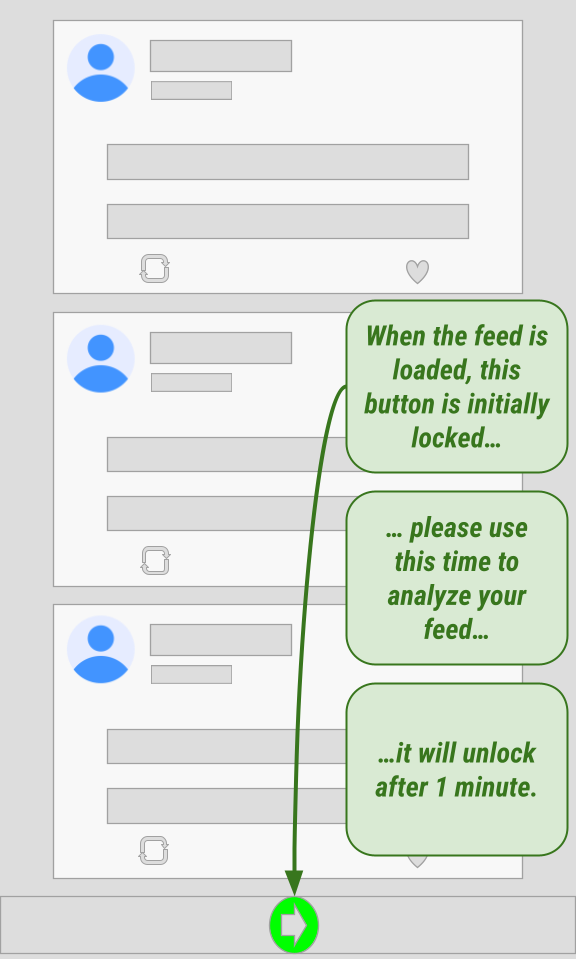 When the feed is
loaded, this
button is initially
locked…
… please use
this time to
analyze your
feed…
…it will unlock
after 1 minute.